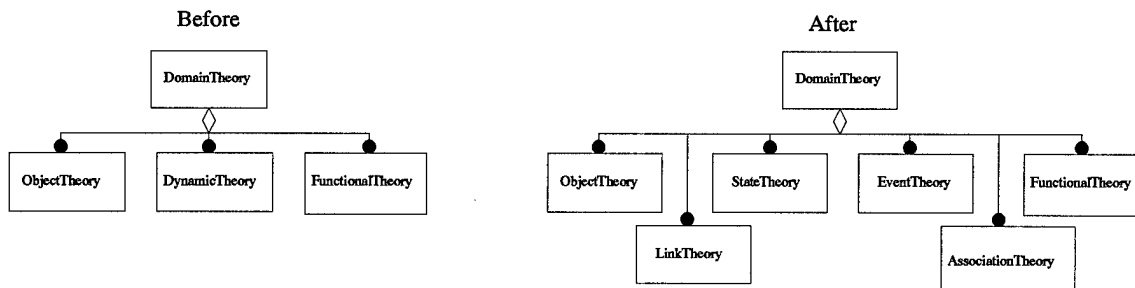 Before
DomainTheory
ObjectTheory
DynamicTheory
FunctionalTheory
After
DomainTheory
ObjectTheory
StateTheory
EventTheory
FunctionalTheory
LinkTheory
AssociationTheory